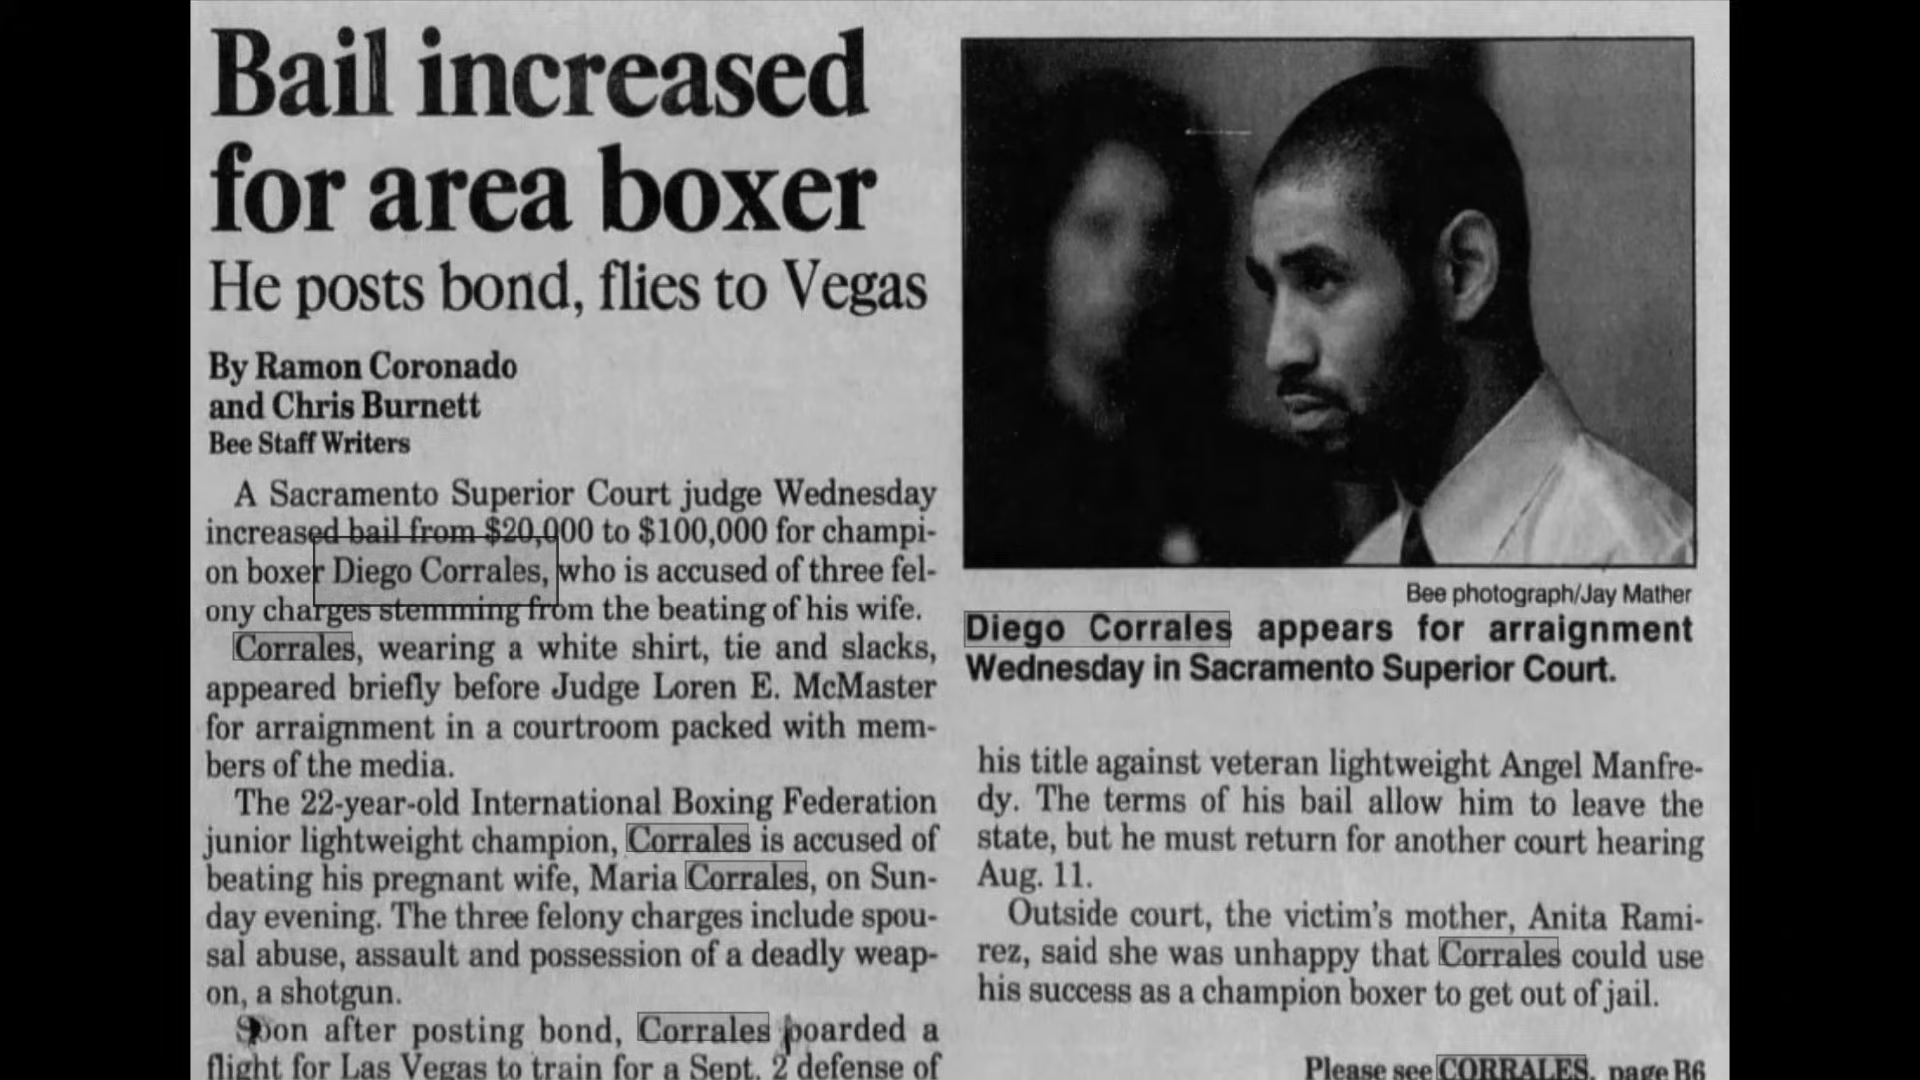 Bail increased
for area boxer
He posts bond, flies to Vegas
By Ramon Coronado
and Chris Burnett
Bee Staff Writers
A Sacramento Superior Court judge Wednesday
increased bail from $20,000 to $100,000 for champi-
on boxer Diego Corrales, who is accused of three fel-
ony charges stemming from the beating of his wife.
Corrales, wearing a white shirt, tie and slacks,
appeared briefly before Judge Loren E. McMaster
for arraignment in a courtroom packed with mem-
bers of the media.
The 22-year-old International Boxing Federation
junior lightweight champion, Corrales is accused of
beating his pregnant wife, Maria Corrales, on Sun-
day evening. The three felony charges include spou-
sal abuse, assault and possession of a deadly weap-
on, a shotgun.
Soon after posting bond, Corrales boarded a
flight for Las Vegas to train for a Sept. 2 defense of
Bee photograph/Jay Mather
Diego Corrales appears for arraignment
Wednesday in Sacramento Superior Court.
his title against veteran lightweight Angel Manfre-
dy. The terms of his bail allow him to leave the
state, but he must return for another court hearing
Aug. 11.
Outside court, the victim's mother, Anita Rami-
rez, said she was unhappy that Corrales could use
his success as a champion boxer to get out of jail.
Please see CORRALES, page B6